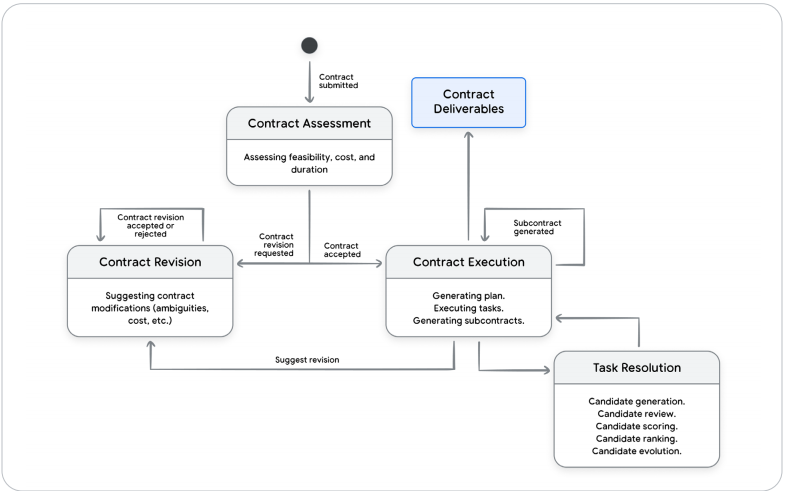 Contract
submitted
Contract
Deliverables
Contract Assessment
Assessing feasibility, cost, and
duration
Contract revision
accepted or
rejected
Subcontract
generated
Contract
revision
requested
Contract
accepted
Contract Revision
Suggesting contract
modifications (ambiguities,
cost, etc.)
Contract Execution
Generating plan.
Executing tasks.
Generating subcontracts.
Suggest revision
Task Resolution
Candidate generation.
Candidate review.
Candidate scoring.
Candidate ranking.
Candidate evolution.